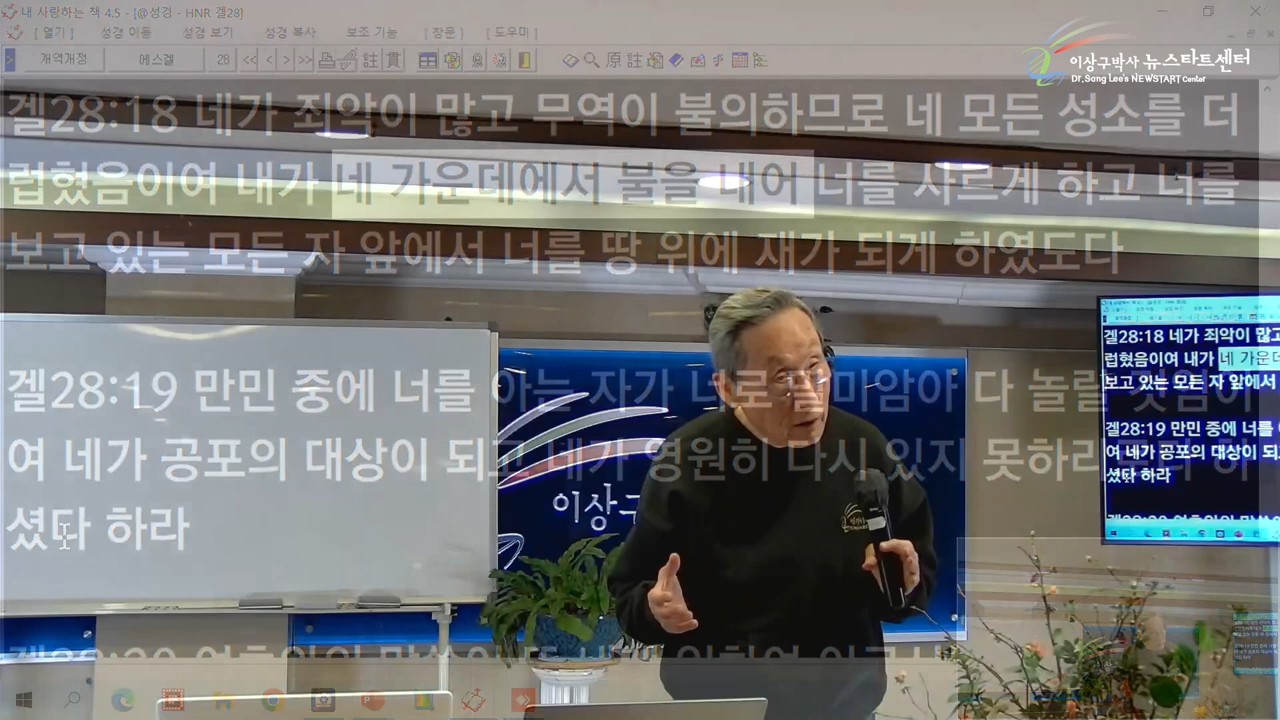 내 사랑하는 책 4.5 - [@성경 - HNR 겔28]
[ 열기 ] 성경 이동 성경 보기 성경 복사 보조 기능 [ 창문 ] [ 도우미 ]
개역개정 에스겔 28 << < > >> 註 貫 原 註
이상구박사 뉴스타트센터
Dr. Sang Lee's NEWSTART Center
겔28:18 네가 죄악이 많고 무역이 불의하므로 네 모든 성소를 더
럽혔음이여 내가 네 가운데에서 불을 내어 너를 사르게 하고 너를
보고 있는 모든 자 앞에서 너를 땅 위에 재가 되게 하였도다
겔28:19 만민 중에 너를 아는 자가 너로 말미암아 다 놀랄 것임이
여 네가 공포의 대상이 되고 네가 영원히 다시 있지 못하리로다 하
셨다 하라
이상구
겔28:18 네가 죄악이 많고
럽혔음이여 내가 네 가운데
보고 있는 모든 자 앞에서
겔28:19 만민 중에 너를
여 네가 공포의 대상이 되
셨다 하라